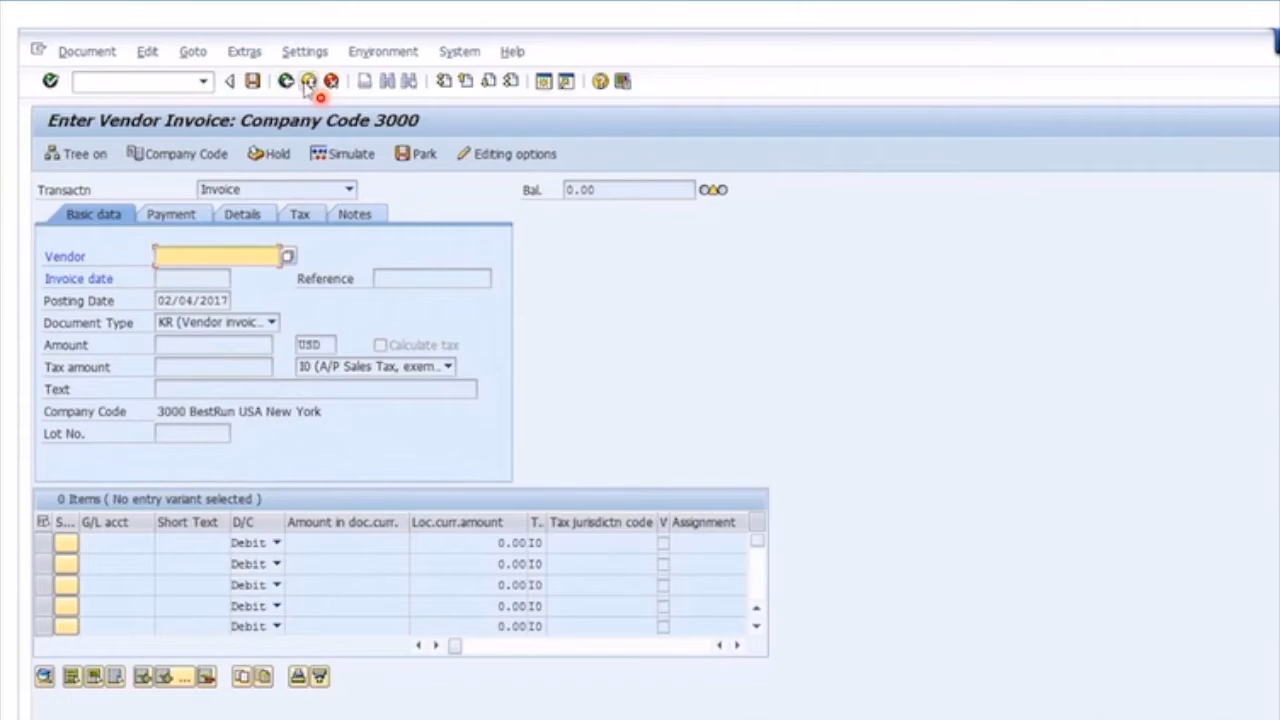 Document Edit Goto Extras Settings Environment System Help
Enter Vendor Invoice: Company Code 3000
Tree on Company Code Hold Simulate Park Editing options
Transactn Invoice Bal. 0.00
Basic data Payment Details Tax Notes
Vendor
Invoice date Reference
Posting Date 02/04/2017
Document Type KR (Vendor invoic..
Amount USD Calculate tax
Tax amount I0 (A/P Sales Tax, exem..
Text
Company Code 3000 BestRun USA New York
Lot No.
0 Items ( No entry variant selected )
S... G/L acct Short Text D/C Amount in doc.curr. Loc.curr.amount T.. Tax jurisdictn code V Assignment
Debit 0.00 I0
Debit 0.00 I0
Debit 0.00 I0
Debit 0.00 I0
Debit 0.00 I0
...